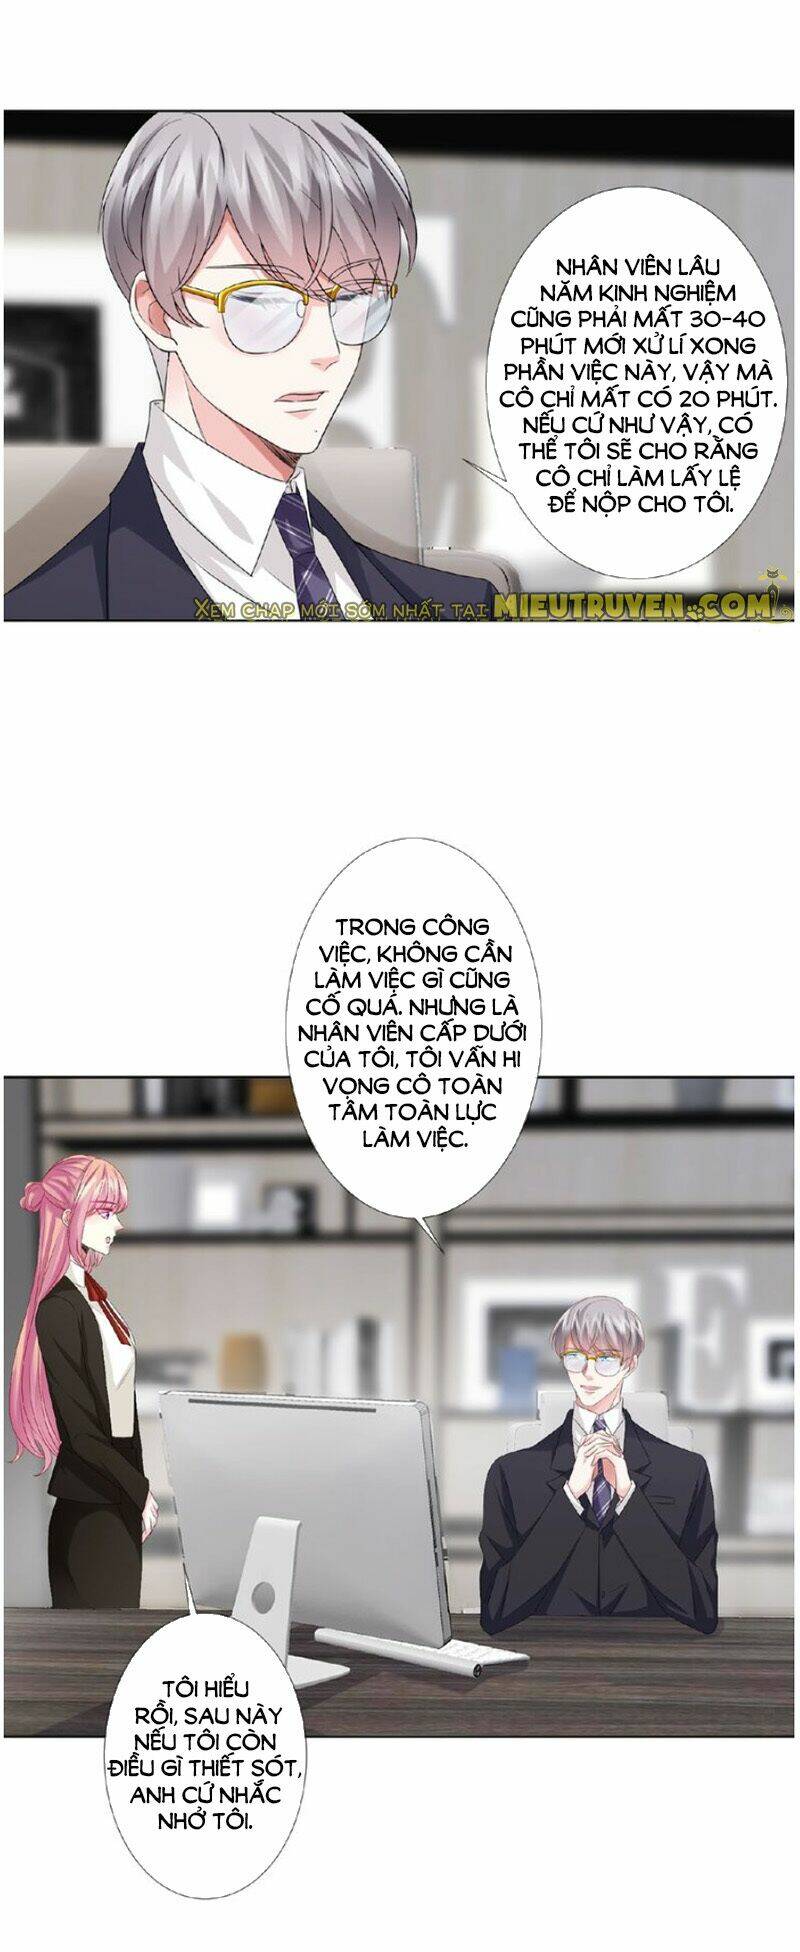 NHÂN VIÊN LÂU
NĂM KINH NGHIỆM
CŨNG PHẢI MẤT 30-40
PHÚT MỚI XỬ LÍ XONG
PHẦN VIỆC NÀY, VẬY MÀ
CÔ CHỈ MẤT CÓ 20 PHÚT.
NẾU CỨ NHƯ VẬY, CÓ
THỂ TÔI SẼ CHO RẰNG
CÔ CHỈ LÀM LẤY LỆ
ĐỂ NỘP CHO TÔI.
XEM CHAP MỚI SỚM NHẤT TẠI MIEUTRUYEN.COM
TRONG CÔNG
VIỆC, KHÔNG CẦN
LÀM VIỆC GÌ CŨNG
CỐ QUÁ. NHƯNG LÀ
NHÂN VIÊN CẤP DƯỚI
CỦA TÔI, TÔI VẪN HI
VỌNG CÔ TOÀN
TÂM TOÀN LỰC
LÀM VIỆC.
E
TÔI HIỂU
RỒI, SAU NÀY
NẾU TÔI CÒN
ĐIỀU GÌ THIẾT SÓT,
ANH CỨ NHẮC
NHỞ TÔI.